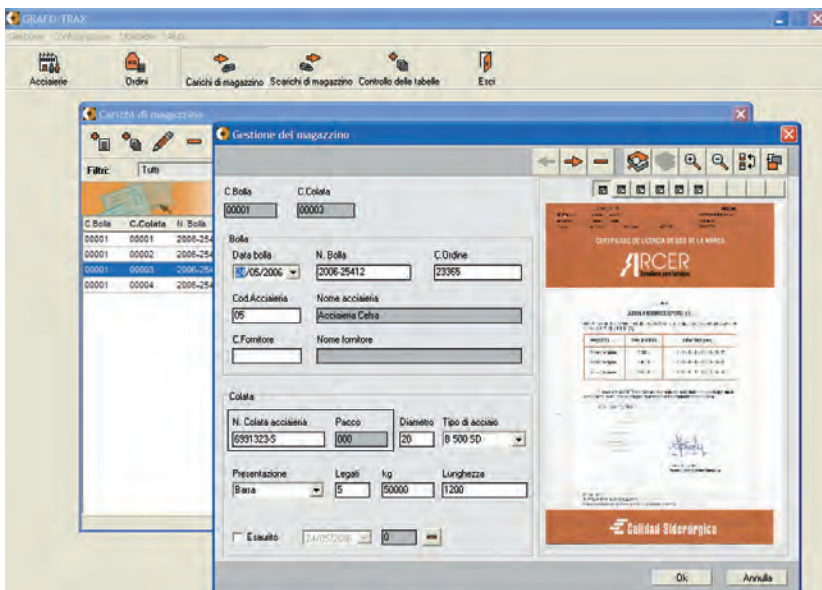 GRAFO-TRAX
Acciaierie
Ordini
Carichi di magazzino
Scarichi di magazzino
Controllo delle tabelle
Esci
Carichi di magazzino
Filtri:
Tutti
C.Bolla C.Colata N. Bolla
00001 00001 2006-254
00001 00002 2006-254
00001 00003 2006-254
00001 00004 2006-254
Gestione del magazzino
C.Bolla C.Colata
00001 00003
Bolla
Data bolla N. Bolla C.Ordine
/05/2006 2006-25412 23365
Cod.Acciaieria Nome acciaieria
05 Acciaieria Celsa
C.Fornitore Nome fornitore
Colata
N. Colata acciaieria Pacco Diametro Tipo di acciaio
6991323-S 000 20 B 500 SD
Presentazione Legati kg Lunghezza
Barra 5 50000 1200
Esaurito 24/05/2006 0
CERTIFICADO DE LICENCIA DE USO DE LA MARCA
ARCER
Calidad Siderúrgica
Ok Annulla